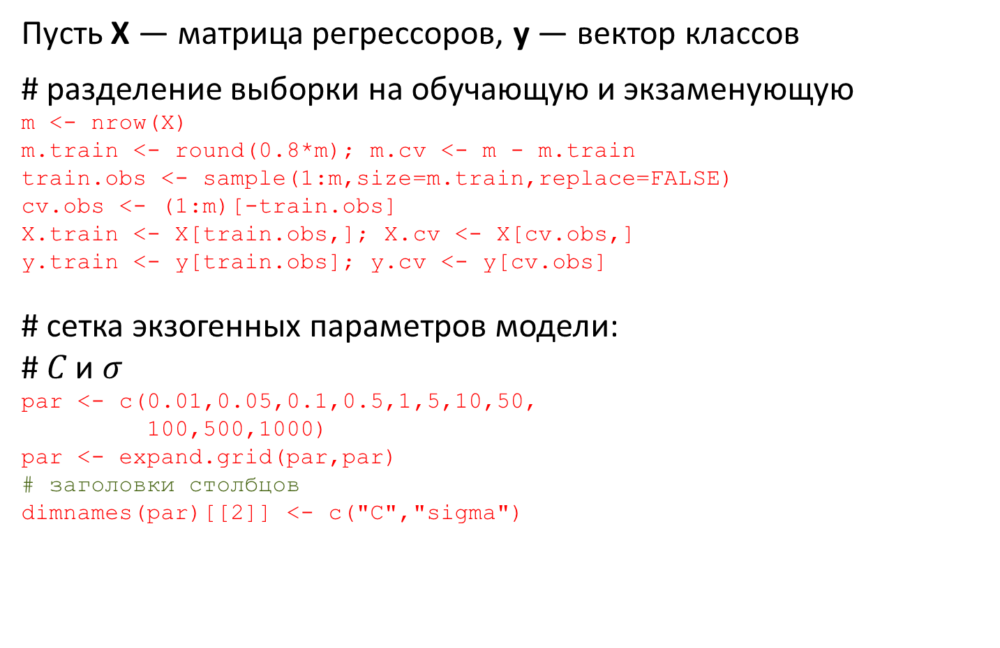 Пусть X — матрица регрессоров, y — вектор классов
# разделение выборки на обучающую и экзаменующую
m <- nrow(X)
m.train <- round(0.8*m); m.cv <- m - m.train
train.obs <- sample(1:m,size=m.train,replace=FALSE)
cv.obs <- (1:m)[-train.obs]
X.train <- X[train.obs,]; X.cv <- X[cv.obs,]
y.train <- y[train.obs]; y.cv <- y[cv.obs]
# сетка экзогенных параметров модели:
# C и σ
par <- c(0.01,0.05,0.1,0.5,1,5,10,50,
100,500,1000)
par <- expand.grid(par,par)
# заголовки столбцов
dimnames(par)[[2]] <- c("C","sigma")